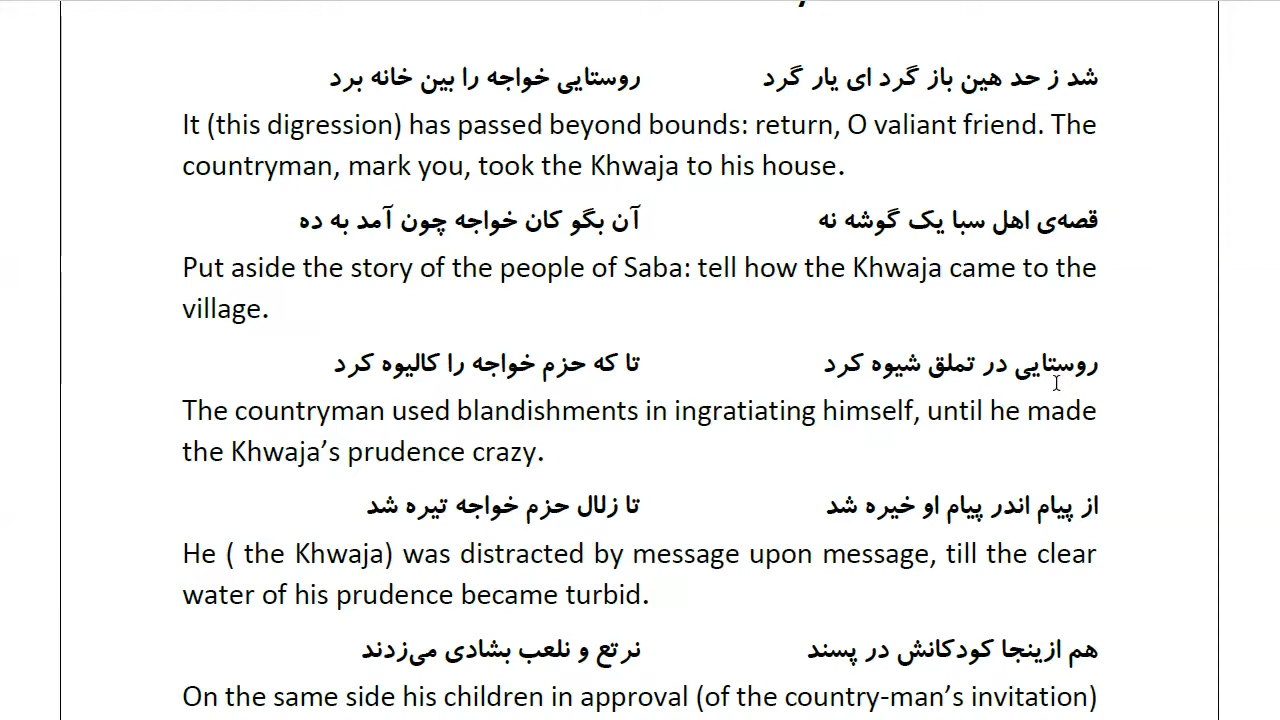 شد ز حد هین باز گرد ای یار گرد روستایی خواجه را بین خانه برد
It (this digression) has passed beyond bounds: return, O valiant friend. The
countryman, mark you, took the Khwaja to his house.
قصه‌ی اهل سبا یک گوشه نه آن بگو کان خواجه چون آمد به ده
Put aside the story of the people of Saba: tell how the Khwaja came to the
village.
روستایی در تملق شیوه کرد تا که حزم خواجه را کالیوه کرد
The countryman used blandishments in ingratiating himself, until he made
the Khwaja’s prudence crazy.
از پیام اندر پیام او خیره شد تا زلال حزم خواجه تیره شد
He ( the Khwaja) was distracted by message upon message, till the clear
water of his prudence became turbid.
هم ازینجا کودکانش در پسند نرتع و نلعب بشادی می‌زدند
On the same side his children in approval (of the country-man’s invitation)